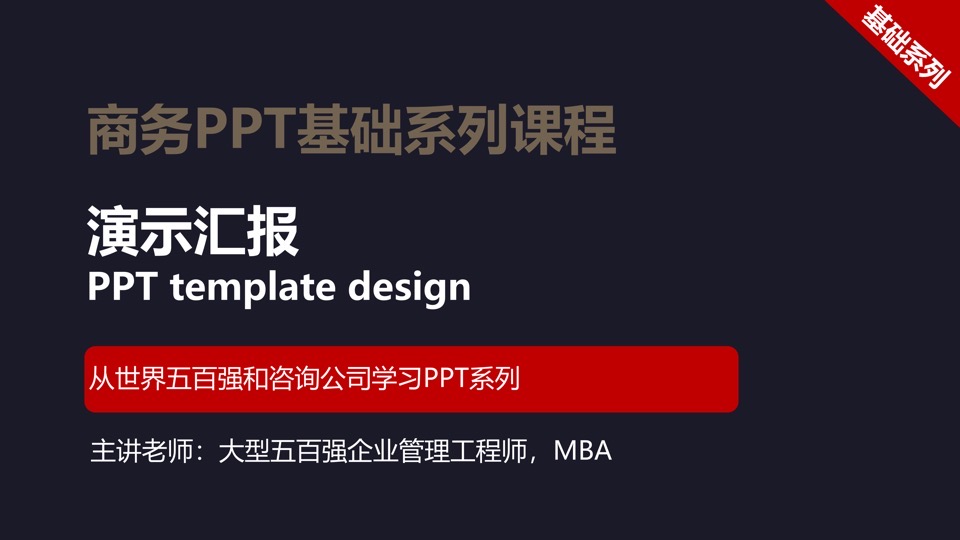 基础系列
商务PPT基础系列课程
演示汇报
PPT template design
从世界五百强和咨询公司学习PPT系列
主讲老师：大型五百强企业管理工程师，MBA